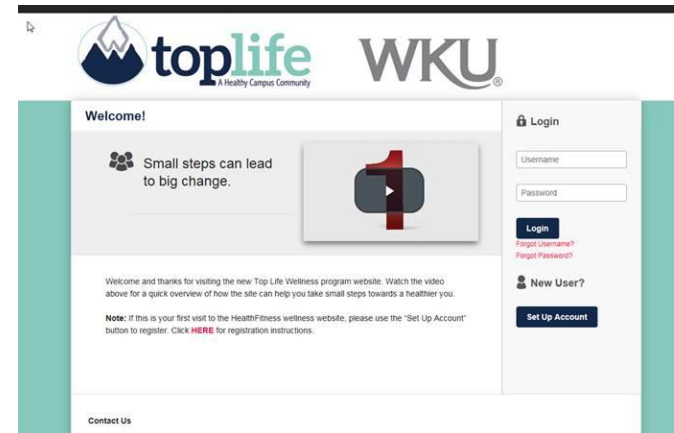 toplife
A Healthy Campus Community
WKU®
Welcome!
Small steps can lead
to big change.
1
Welcome and thanks for visiting the new Top Life Wellness program website. Watch the video
above for a quick overview of how the site can help you take small steps towards a healthier you.
Note: If this is your first visit to the HealthFitness wellness website, please use the "Set Up Account"
button to register. Click HERE for registration instructions.
Login
Username
Password
Login
Forgot Username?
Forgot Password?
New User?
Set Up Account
Contact Us